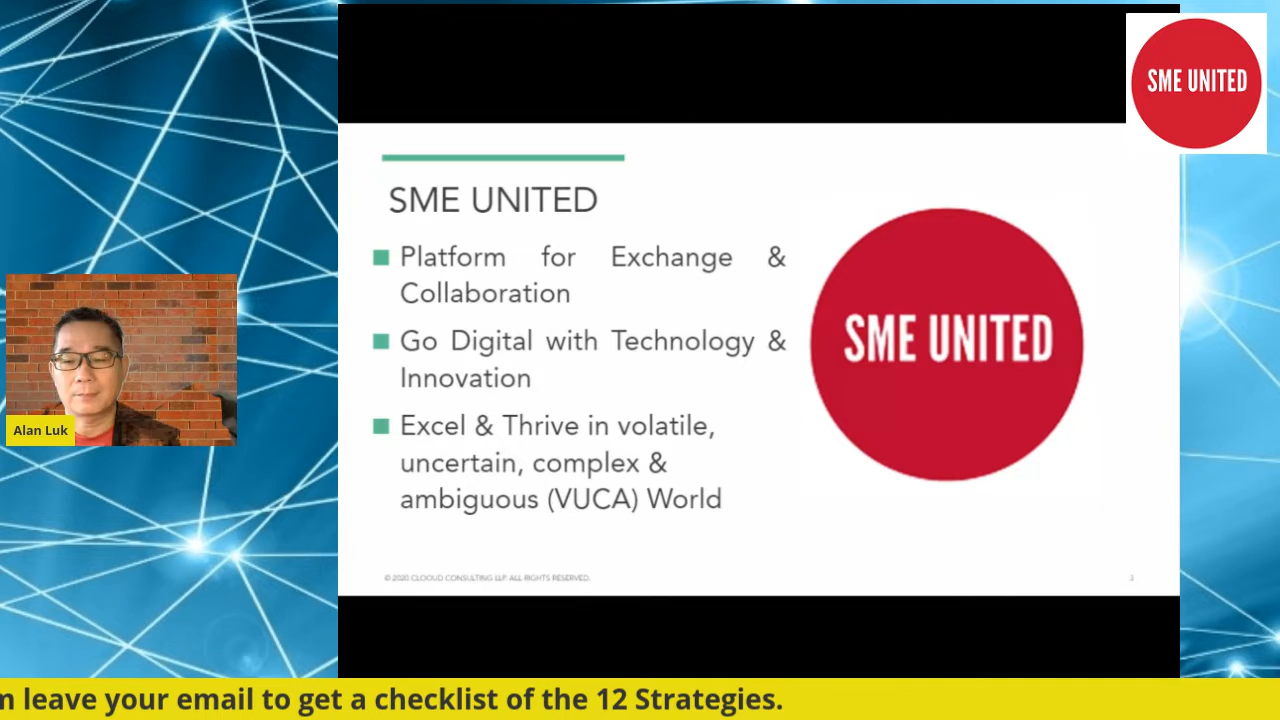 SME UNITED
SME UNITED
Platform for Exchange &
Collaboration
Go Digital with Technology &
Innovation
Excel & Thrive in volatile,
uncertain, complex &
ambiguous (VUCA) World
SME UNITED
© 2020 CLOOUD CONSULTING LLP. ALL RIGHTS RESERVED.
3
Alan Luk
leave your email to get a checklist of the 12 Strategies.